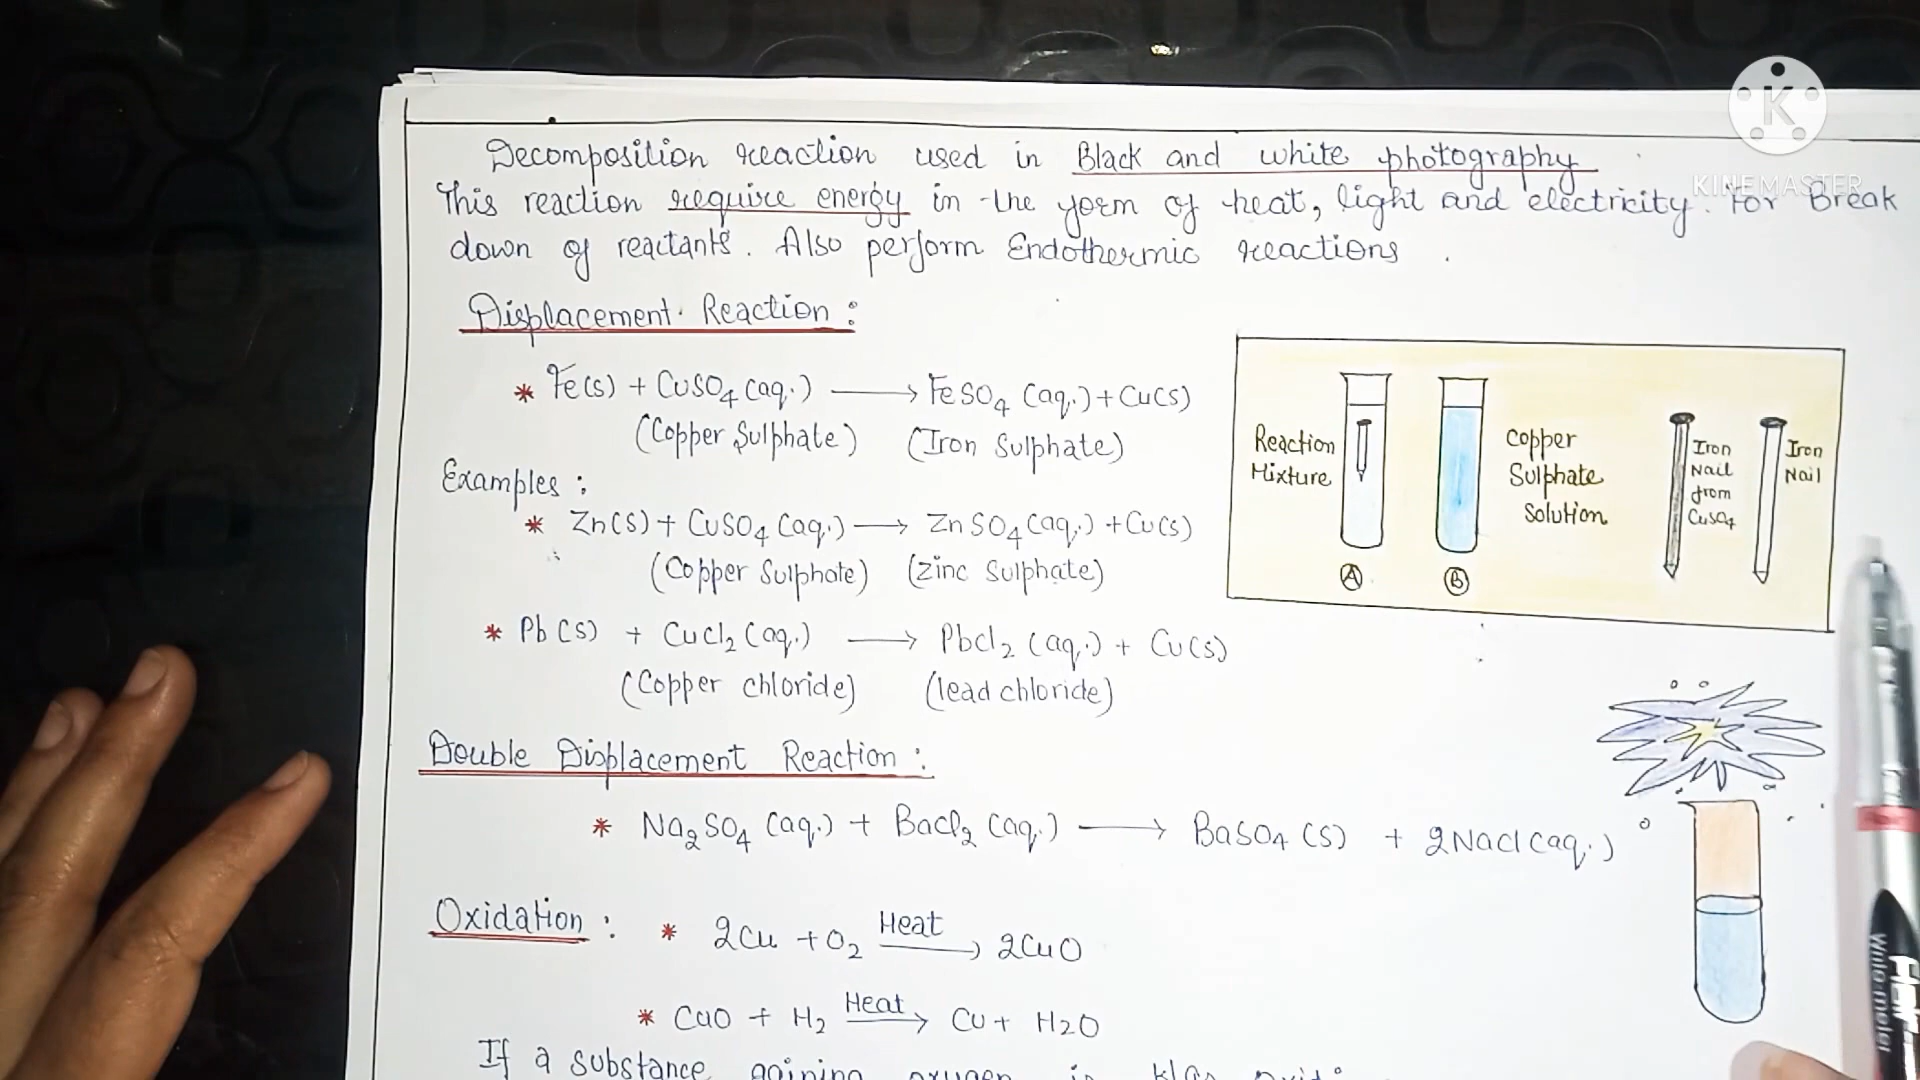 K
KINEMASTER
Decomposition reaction used in Black and white photography
This reaction require energy in the form of heat, light and electricity. For Break
down of reactants. Also perform Endothermic reactions.
Displacement Reaction:
* Fe(s) + CuSO4 (aq.) ⟶ FeSO4 (aq.) + Cu(s)
(Copper Sulphate) (Iron Sulphate)
Examples:
* Zn(s) + CuSO4 (aq.) ⟶ ZnSO4 (aq.) + Cu(s)
(Copper Sulphate) (Zinc Sulphate)
* Pb(s) + CuCl2 (aq.) ⟶ PbCl2 (aq.) + Cu(s)
(Copper chloride) (lead chloride)
Reaction
Mixture
A
B
Copper
Sulphate
Solution
Iron
Nail
from
CuSO4
Iron
Nail
Double Displacement Reaction:
* Na2SO4 (aq.) + BaCl2 (aq.) ⟶ BaSO4 (s) + 2NaCl (aq.)
Oxidation: * 2Cu + O2 Heat ⟶ 2CuO
* CuO + H2 Heat ⟶ Cu + H2O
If a substance gaining oxygen